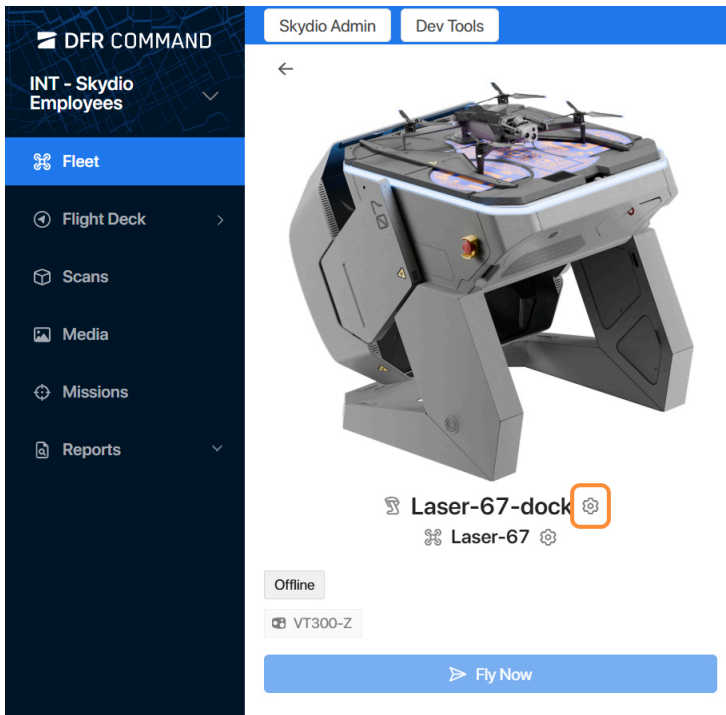 DFR COMMAND
INT - Skydio
Employees
Fleet
Flight Deck
Scans
Media
Missions
Reports
Skydio Admin
Dev Tools
Laser-67-dock
Laser-67
Offline
VT300-Z
Fly Now